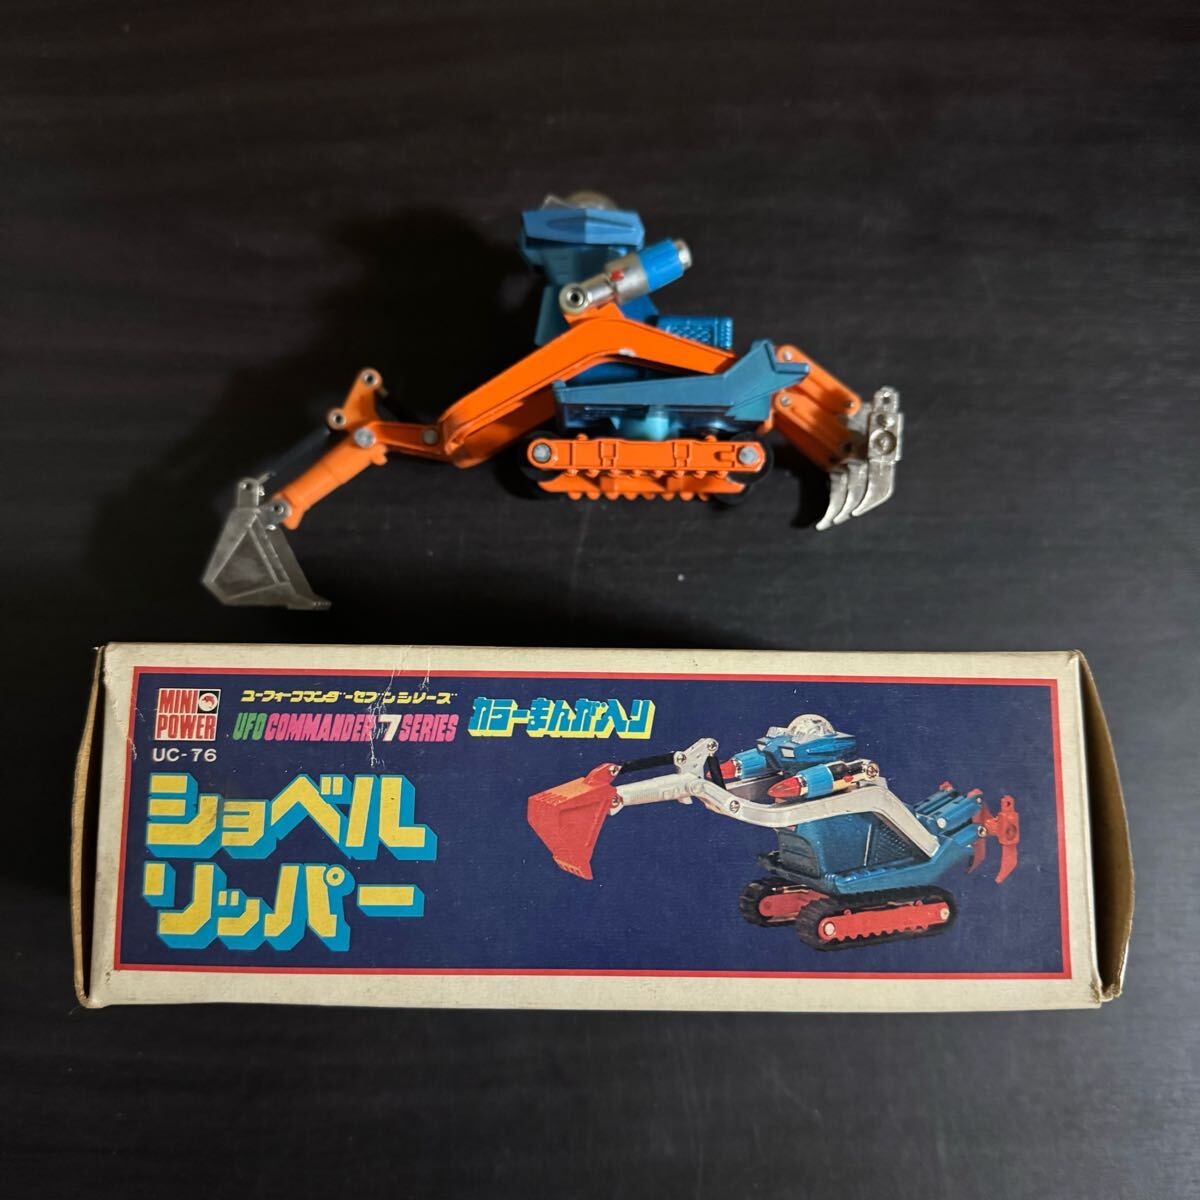 MINI
POWER
UC-76
ユーフォーコマンダーセブンシリーズ
UFO COMMANDER 7 SERIES
カラーまんが入り
ショベル
リッパー